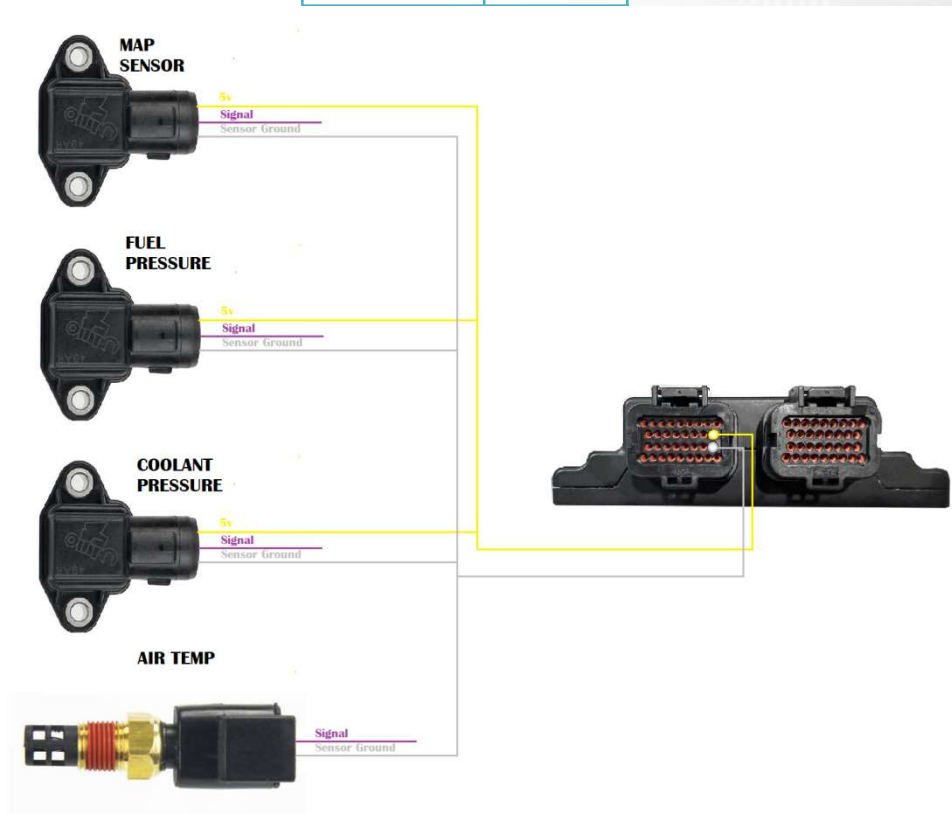 MAP
SENSOR
5v
Signal
Sensor Ground
FUEL
PRESSURE
5v
Signal
Sensor Ground
COOLANT
PRESSURE
5v
Signal
Sensor Ground
AIR TEMP
Signal
Sensor Ground